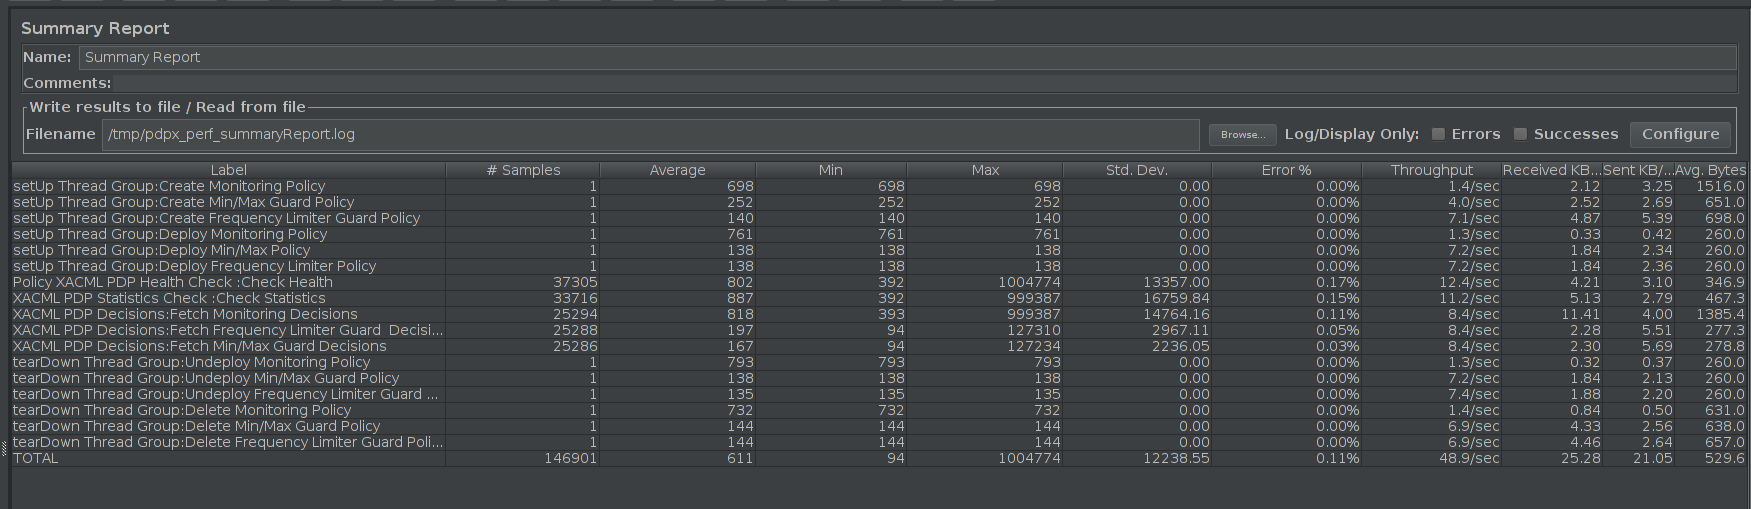 Summary Report
Name: Summary Report
Comments:
Write results to file / Read from file
Filename /tmp/pdpx_perf_summaryReport.log Browse... Log/Display Only: Errors Successes Configure
Label # Samples Average Min Max Std. Dev. Error % Throughput Received KB... Sent KB/... Avg. Bytes
setUp Thread Group:Create Monitoring Policy 1 698 698 698 0.00 0.00% 1.4/sec 2.12 3.25 1516.0
setUp Thread Group:Create Min/Max Guard Policy 1 252 252 252 0.00 0.00% 4.0/sec 2.52 2.69 651.0
setUp Thread Group:Create Frequency Limiter Guard Policy 1 140 140 140 0.00 0.00% 7.1/sec 4.87 5.39 698.0
setUp Thread Group:Deploy Monitoring Policy 1 761 761 761 0.00 0.00% 1.3/sec 0.33 0.42 260.0
setUp Thread Group:Deploy Min/Max Policy 1 138 138 138 0.00 0.00% 7.2/sec 1.84 2.34 260.0
setUp Thread Group:Deploy Frequency Limiter Policy 1 138 138 138 0.00 0.00% 7.2/sec 1.84 2.36 260.0
Policy XACML PDP Health Check :Check Health 37305 802 392 1004774 13357.00 0.17% 12.4/sec 4.21 3.10 346.9
XACML PDP Statistics Check :Check Statistics 33716 887 392 999387 16759.84 0.15% 11.2/sec 5.13 2.79 467.3
XACML PDP Decisions:Fetch Monitoring Decisions 25294 818 393 999387 14764.16 0.11% 8.4/sec 11.41 4.00 1385.4
XACML PDP Decisions:Fetch Frequency Limiter Guard  Decisi... 25288 197 94 127310 2967.11 0.05% 8.4/sec 2.28 5.51 277.3
XACML PDP Decisions:Fetch Min/Max Guard Decisions 25286 167 94 127234 2236.05 0.03% 8.4/sec 2.30 5.69 278.8
tearDown Thread Group:Undeploy Monitoring Policy 1 793 793 793 0.00 0.00% 1.3/sec 0.32 0.37 260.0
tearDown Thread Group:Undeploy Min/Max Guard Policy 1 138 138 138 0.00 0.00% 7.2/sec 1.84 2.13 260.0
tearDown Thread Group:Undeploy Frequency Limiter Guard ... 1 135 135 135 0.00 0.00% 7.4/sec 1.88 2.20 260.0
tearDown Thread Group:Delete Monitoring Policy 1 732 732 732 0.00 0.00% 1.4/sec 0.84 0.50 631.0
tearDown Thread Group:Delete Min/Max Guard Policy 1 144 144 144 0.00 0.00% 6.9/sec 4.33 2.56 638.0
tearDown Thread Group:Delete Frequency Limiter Guard Poli... 1 144 144 144 0.00 0.00% 6.9/sec 4.46 2.64 657.0
TOTAL 146901 611 94 1004774 12238.55 0.11% 48.9/sec 25.28 21.05 529.6